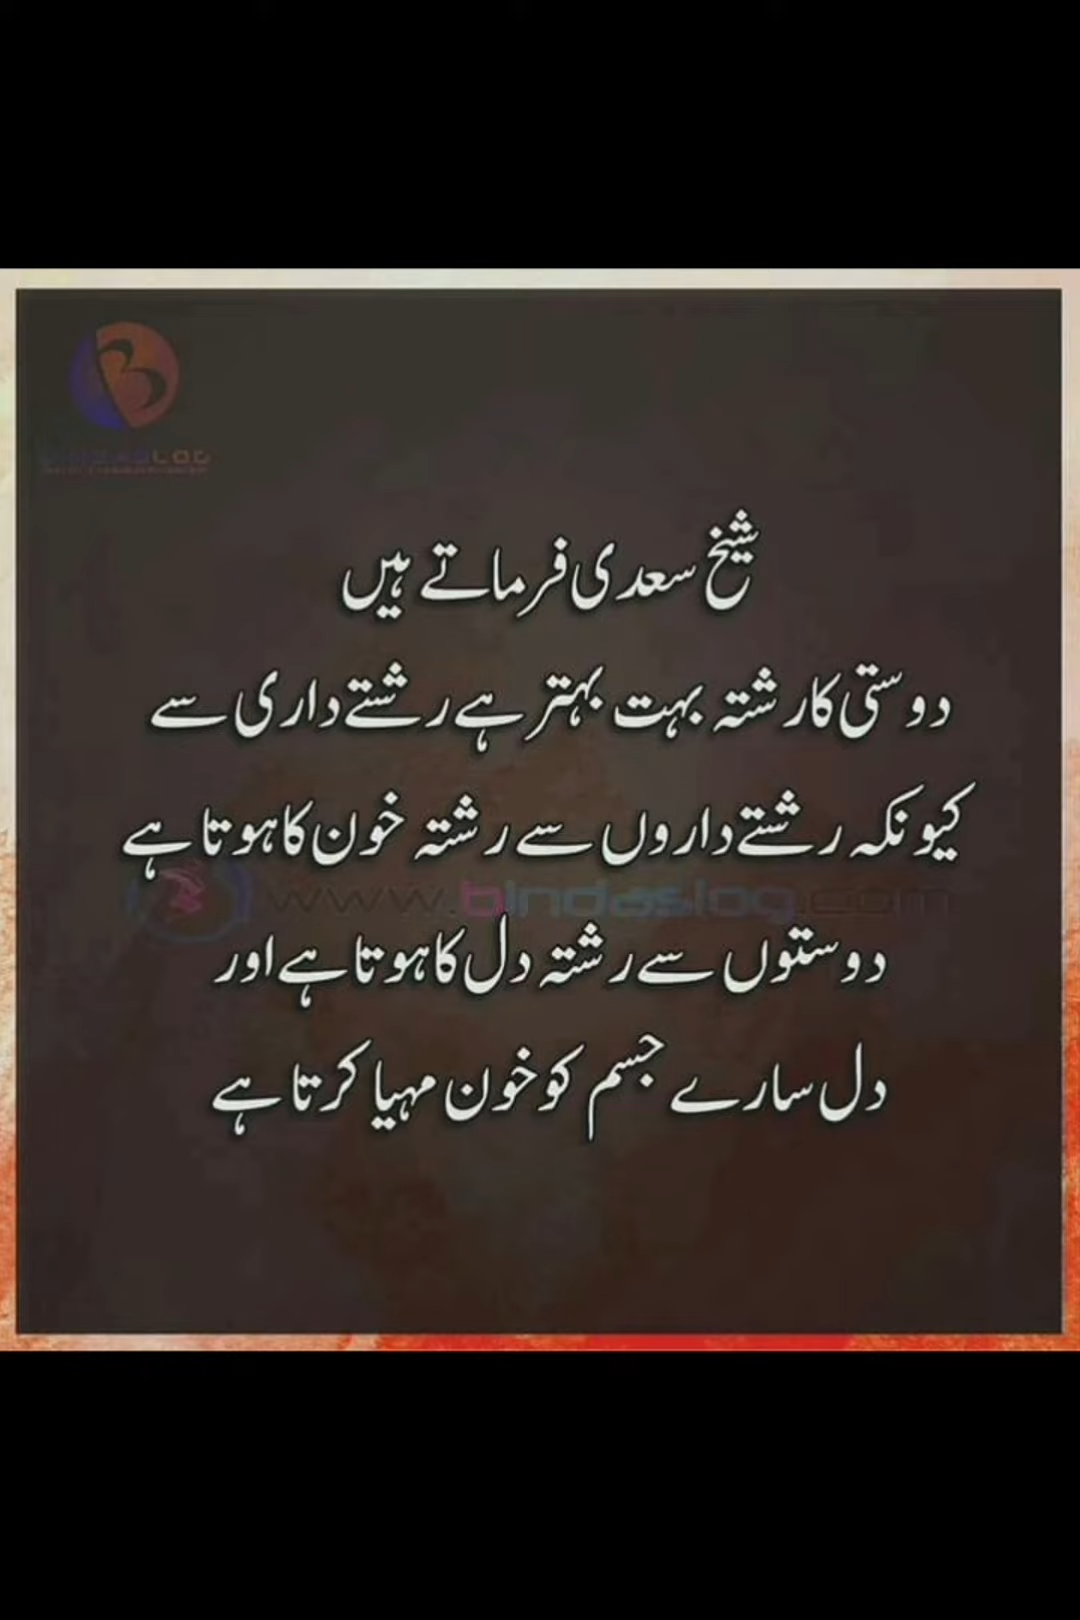 شیخ سعدی فرماتے ہیں
دوستی کا رشتہ بہت بہتر ہے رشتے داری سے
کیونکہ رشتے داروں سے رشتہ خون کا ہوتا ہے
www.bindaslog.com
دوستوں سے رشتہ دل کا ہوتا ہے اور
دل سارے جسم کو خون مہیا کرتا ہے